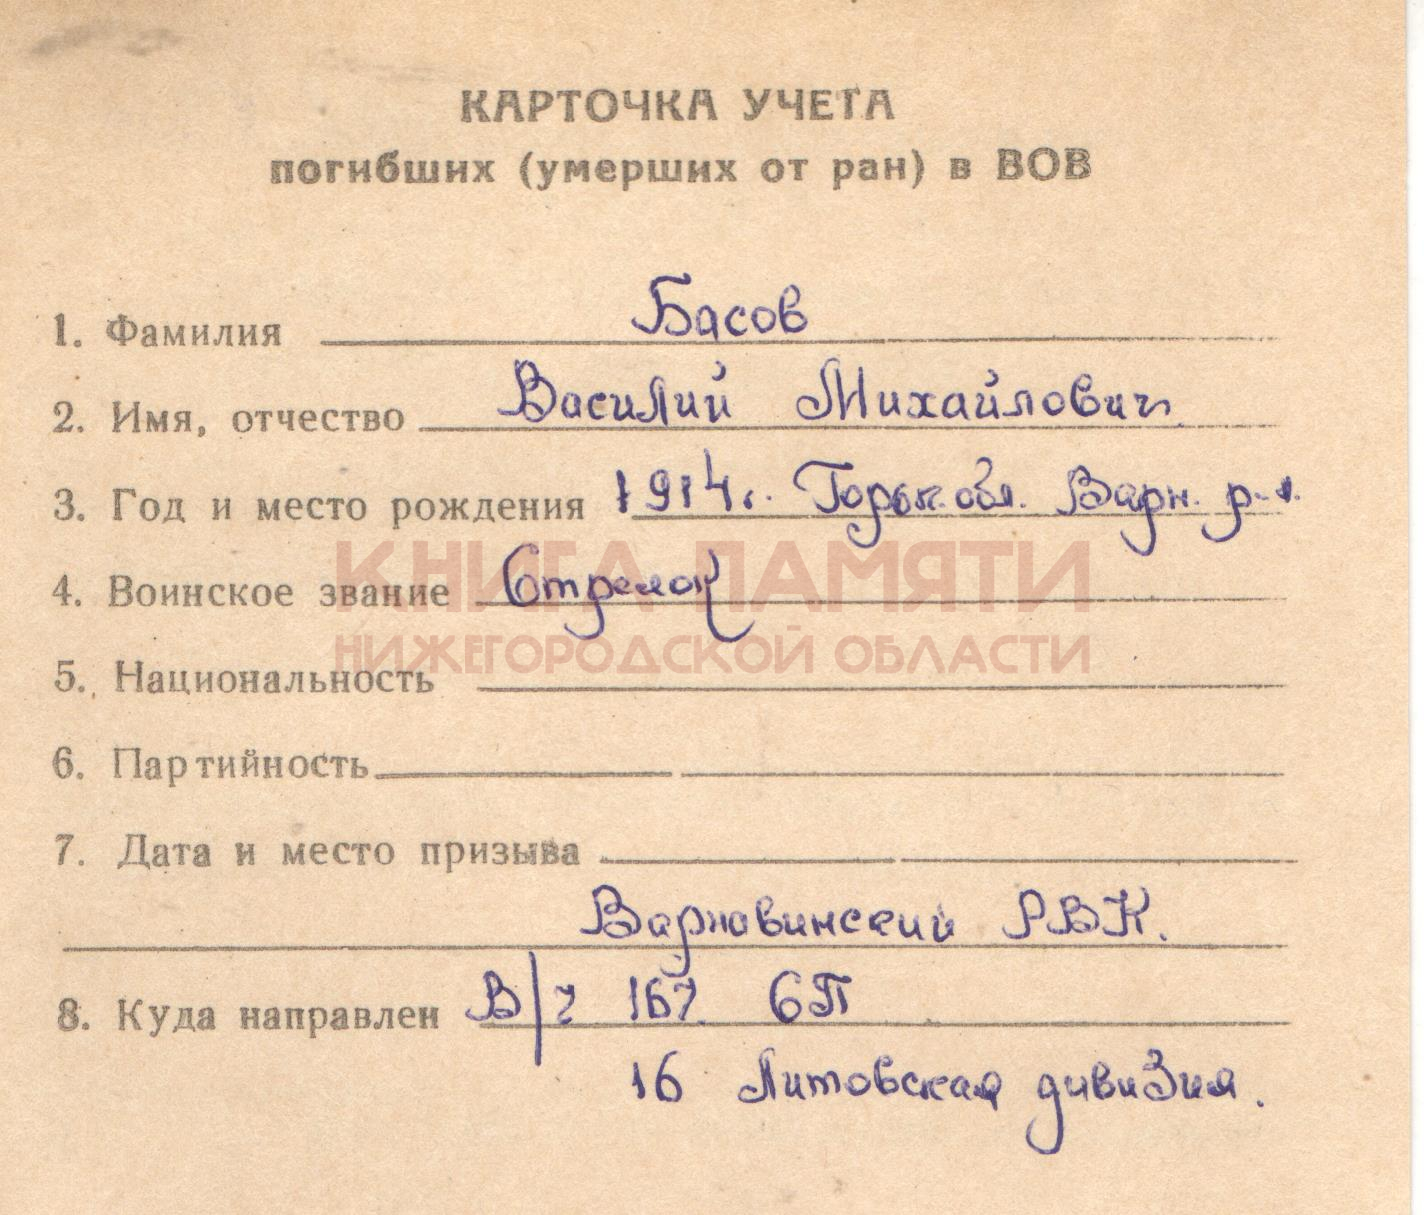 КАРТОЧКА УЧЕТА
погибших (умерших от ран) в ВОВ
1. Фамилия Басов
2. Имя, отчество Василий Михайлович
3. Год и место рождения 1914г. Горьк. обл. Варн. р-н.
КНИГА ПАМЯТИ
4. Воинское звание Стрелок
НИЖЕГОРОДСКОЙ ОБЛАСТИ
5. Национальность
6. Партийность
7. Дата и место призыва
Варнавинский РВК.
8. Куда направлен В/ч 167 СП
16 Литовская дивизия.